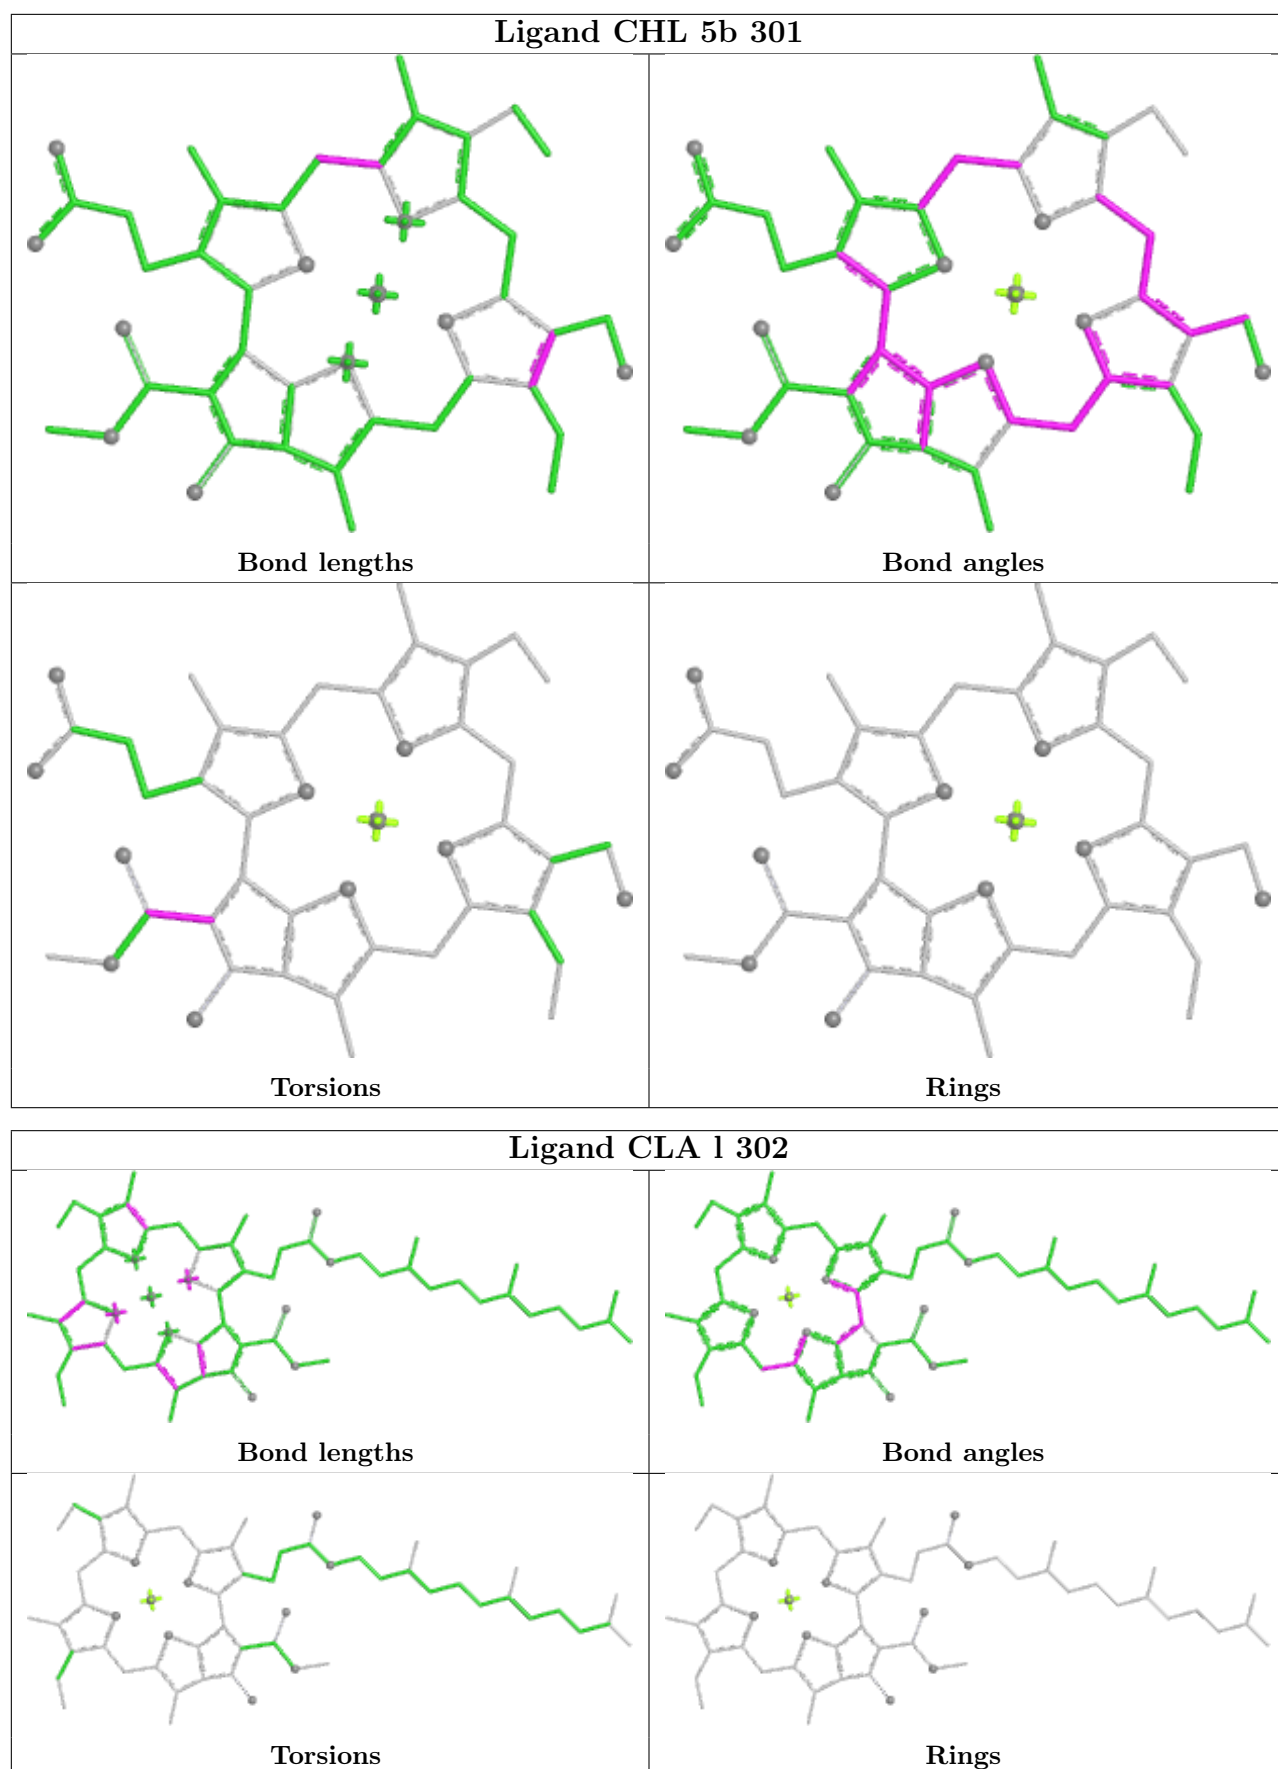 Ligand CHL 5b 301
Bond lengths
Bond angles
Torsions
Rings
Ligand CLA l 302
Bond lengths
Bond angles
Torsions
Rings